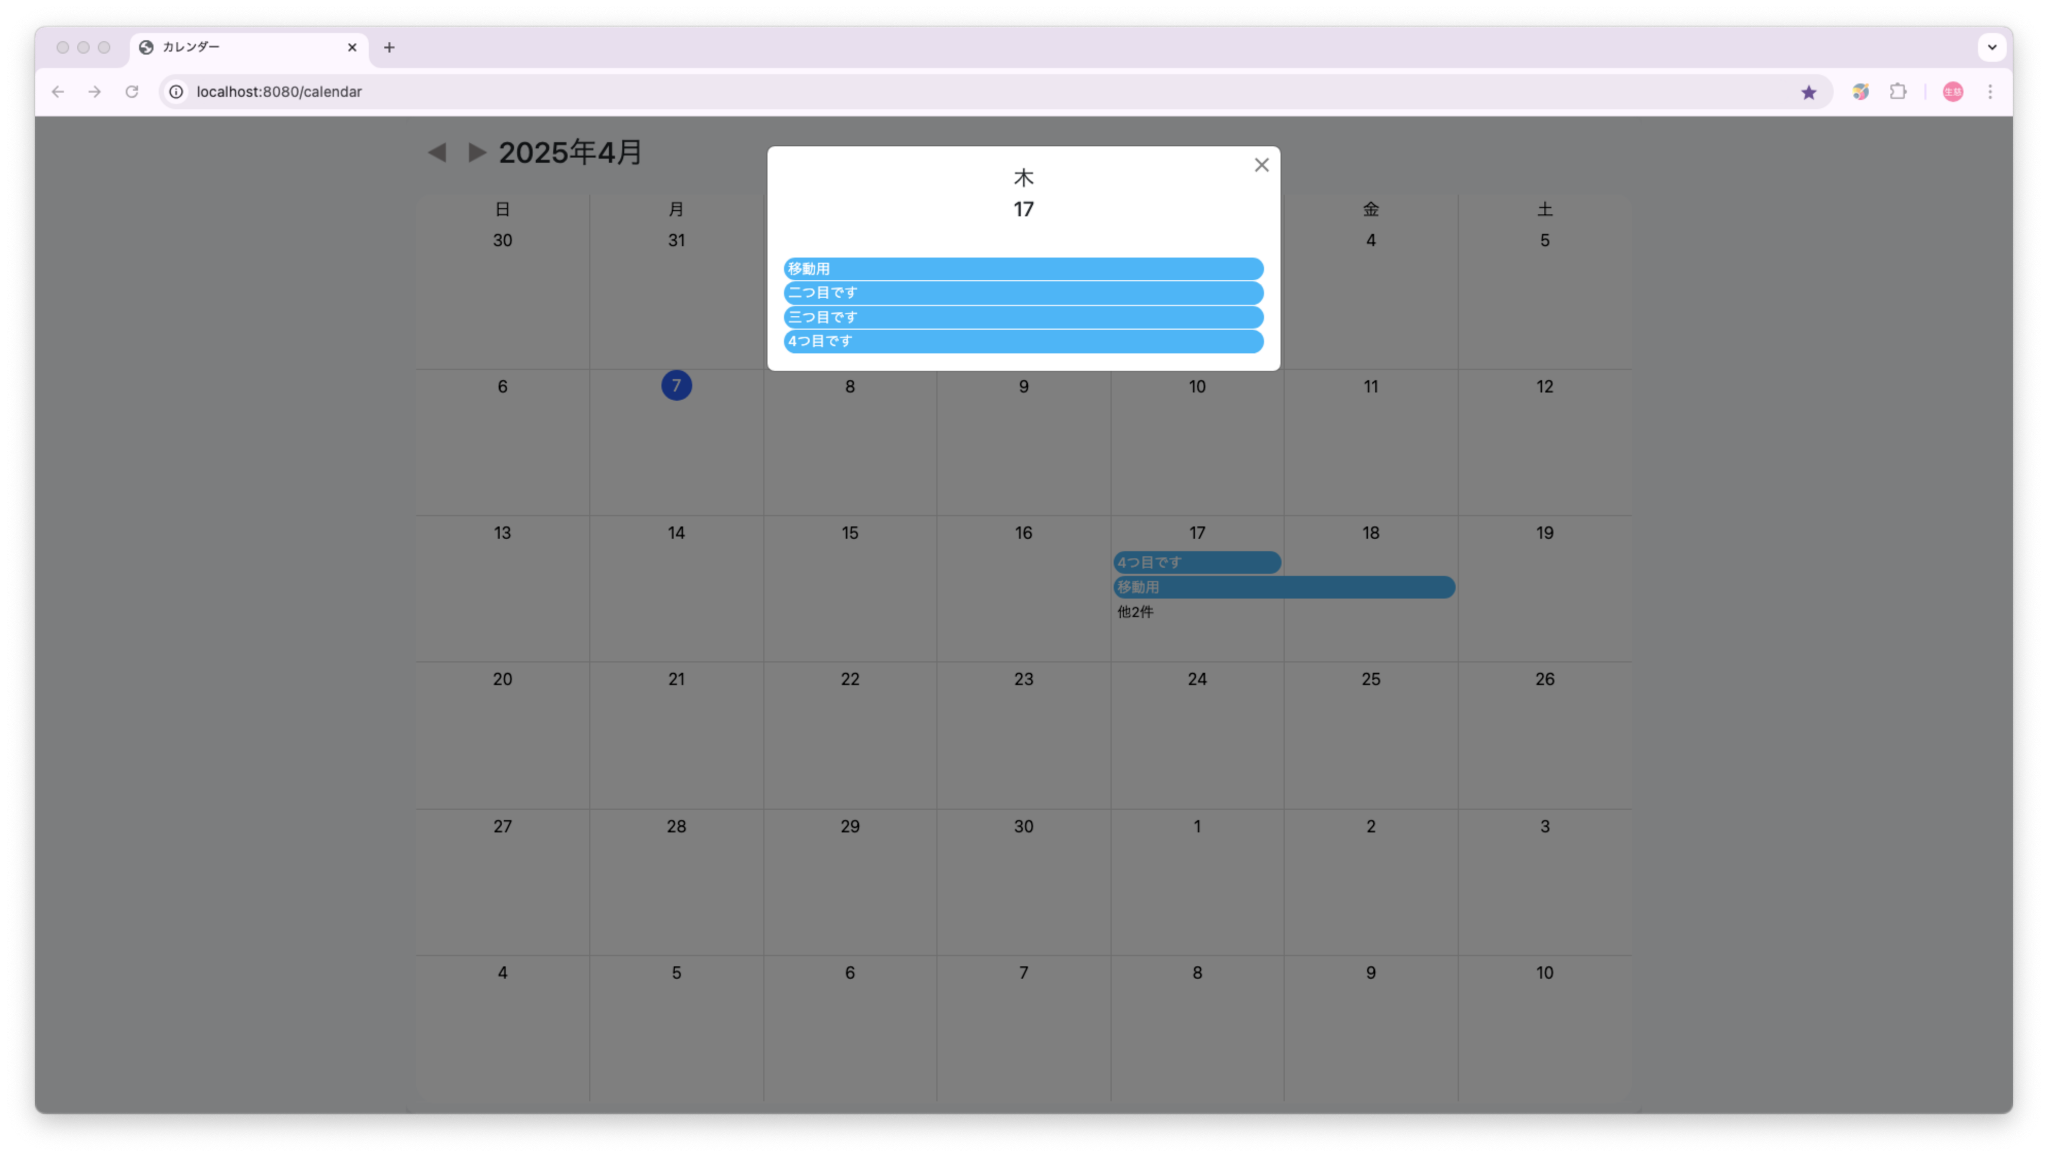 カレンダー
localhost:8080/calendar
生慈
2025年4月
木
17
移動用
二つ目です
三つ目です
4つ目です
日 月 金 土
30 31 4 5
6 7 8 9 10 11 12
13 14 15 16 17 18 19
4つ目です
移動用
他2件
20 21 22 23 24 25 26
27 28 29 30 1 2 3
4 5 6 7 8 9 10